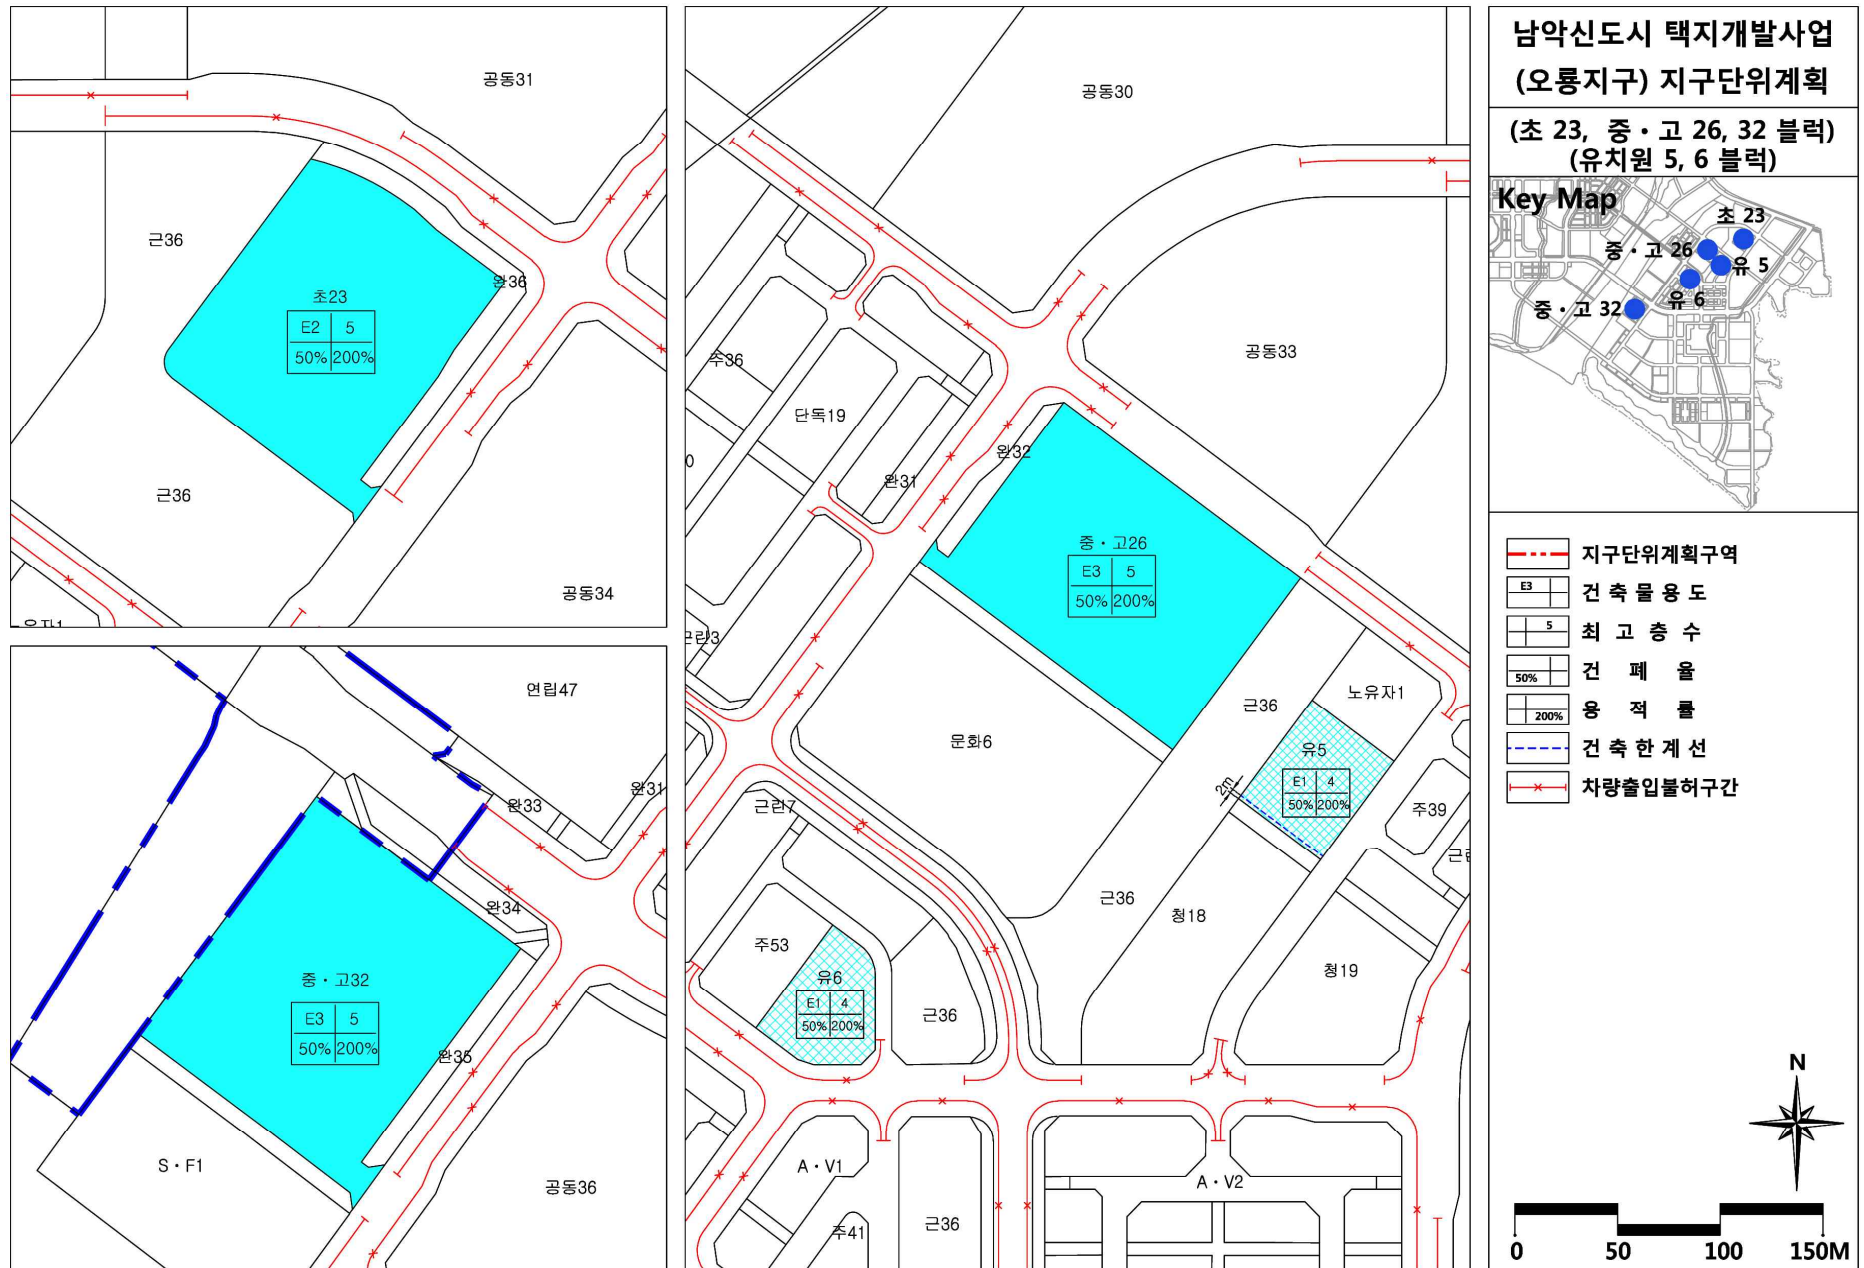 남악신도시 택지개발사업
(오룡지구) 지구단위계획
(초 23, 중・고 26, 32 블럭)
(유치원 5, 6 블럭)
Key Map
초 23
중・고 26
유 5
유 6
중・고 32
E3
지구단위계획구역
건 축 물 용 도
5
최 고 층 수
50%
건 폐 율
200%
용 적 률
건 축 한 계 선
차량출입불허구간
N
0 50 100 150M
공동31
근36
완36
초23
E2 5
50% 200%
근36
공동34
연립47
완31
완33
완34
중・고32
E3 5
50% 200%
완35
S・F1
공동36
공동30
공동33
주36
단독19
완32
완31
0
중・고26
E3 5
50% 200%
근린3
노유자1
근36
문화6
유5
E1 4
50% 200%
2m
주39
근린7
근36
청18
주53
청19
유6
E1 4
50% 200%
근36
A・V1
A・V2
주41
근36